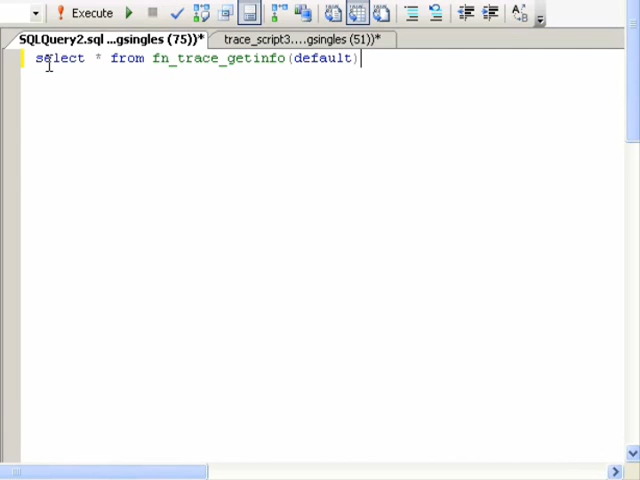 Execute
SQLQuery2.sql ...gsingles (75))* trace_script3....gsingles (51))*
select * from fn_trace_getinfo(default)